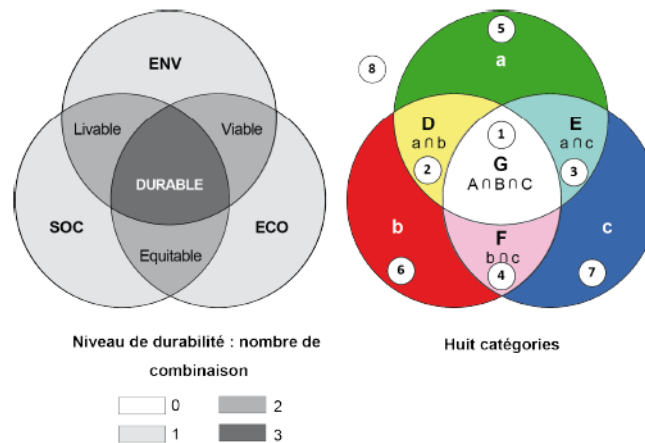 ENV
Livable
Viable
DURABLE
SOC
ECO
Equitable
Niveau de durabilité : nombre de
combinaison
0
2
1
3
5
a
8
D
a∩b
2
1
G
A∩B∩C
E
a∩c
3
b
c
F
b∩c
4
6
7
Huit catégories